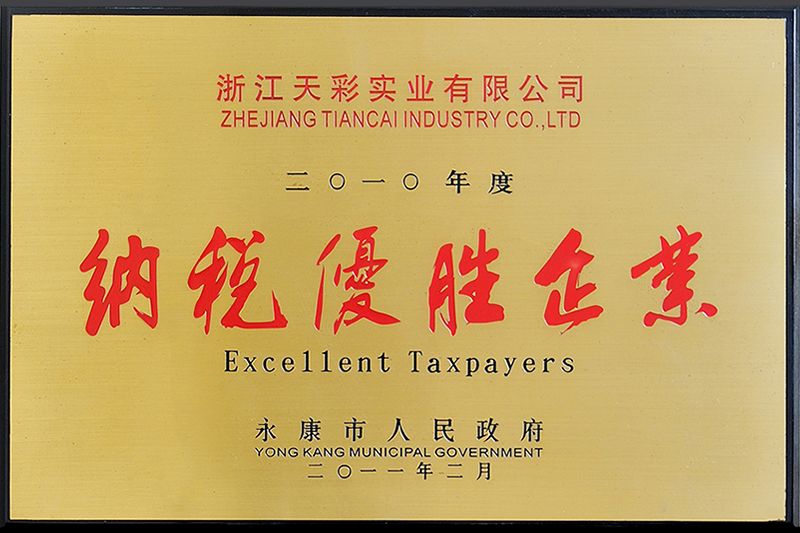 浙江天彩实业有限公司
ZHEJIANG TIANCAI INDUSTRY CO.,LTD
二〇一〇年度
纳税優胜企業
Excellent Taxpayers
永康市人民政府
YONG KANG MUNICIPAL GOVERNMENT
二〇一一年二月